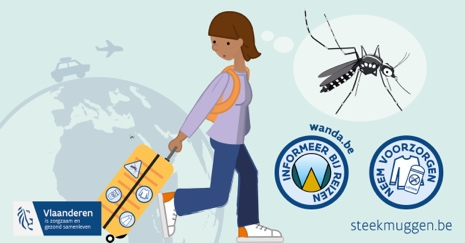 wanda.be
INFORMEER BIJ REIZEN
NEEM VOORZORGEN
Vlaanderen
is zorgzaam en
gezond samenleven
steekmuggen.be